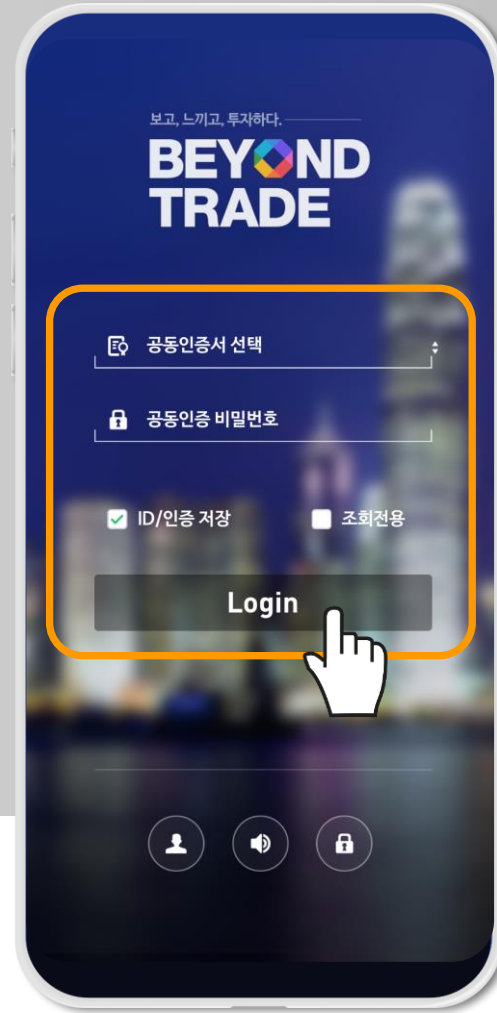 보고, 느끼고, 투자하다.
BEYOND
TRADE
공동인증서 선택
공동인증 비밀번호
ID/인증 저장
조회전용
Login